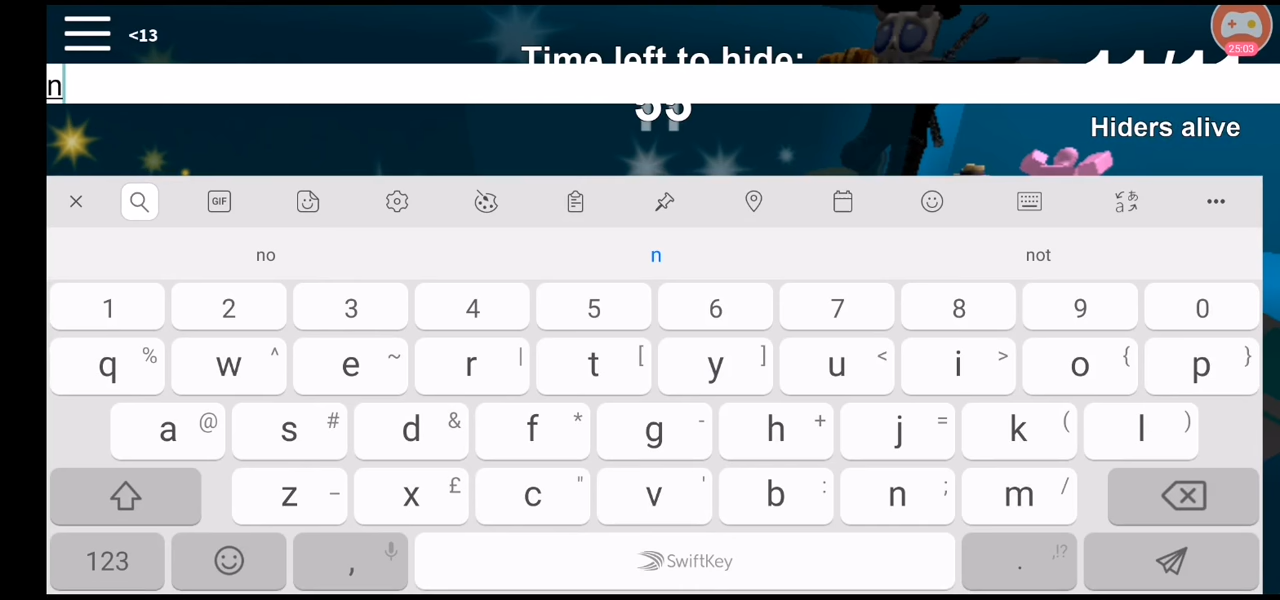 <13
25:03
Time left to hide:
n
Hiders alive
GIF
no n not
1 2 3 4 5 6 7 8 9 0
q % w ^ e ~ r | t [ y ] u < i > o { p }
a @ s # d & f * g - h + j = k ( l )
z _ x £ c " v ' b : n ; m /
123 , SwiftKey . ,!?